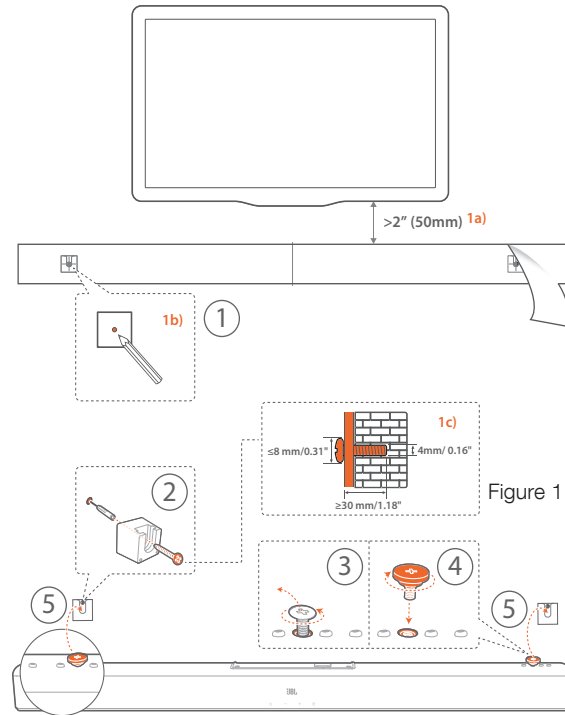 >2" (50mm) 1a)
1b)
1
1c)
≤8 mm/0.31"
4mm/ 0.16"
≥30 mm/1.18"
Figure 1
2
3
4
5
5
JBL